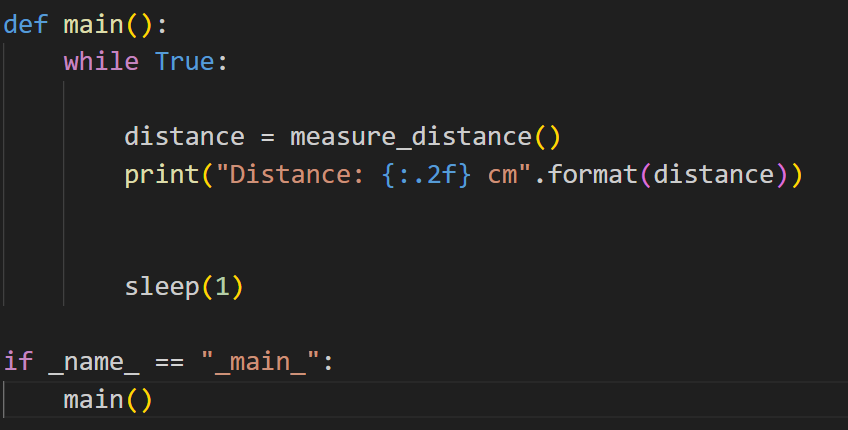 def main():
    while True:
        distance = measure_distance()
        print("Distance: {:.2f} cm".format(distance))
        sleep(1)
if _name_ == "_main_":
    main()